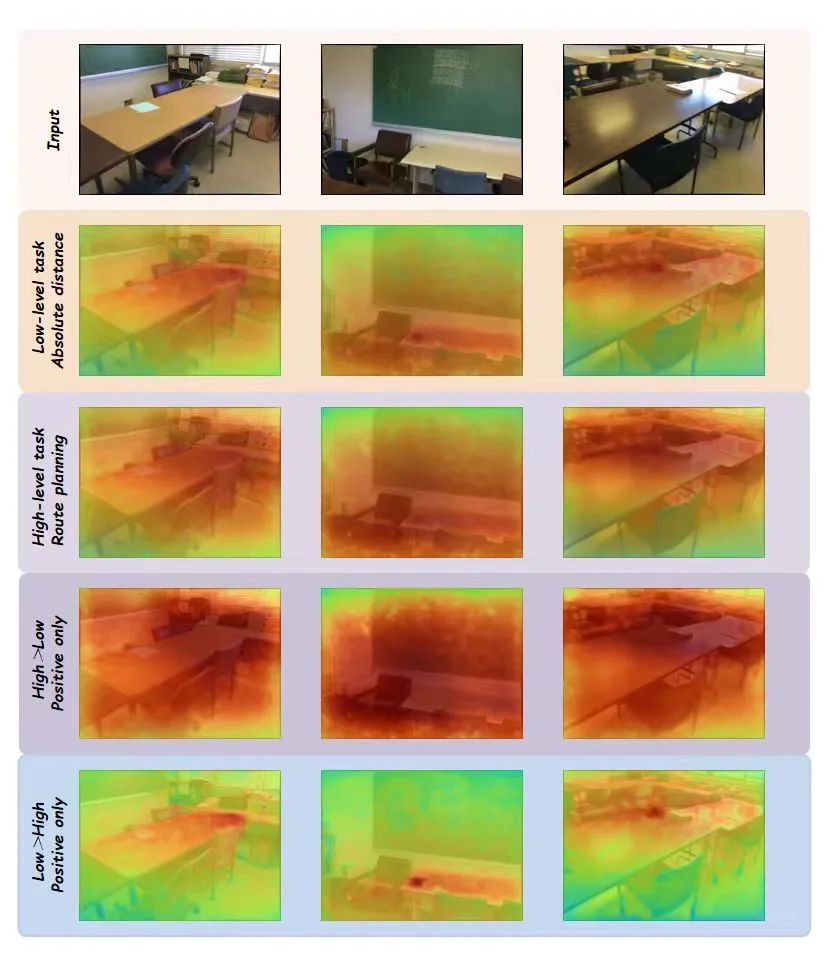 Input
Low-level task
Absolute distance
High-level task
Route planning
High>Low
Positive only
Low>High
Positive only